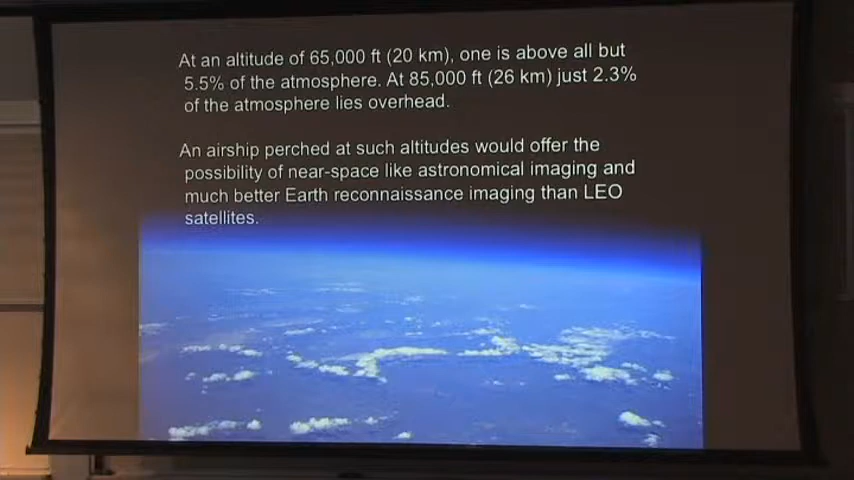 At an altitude of 65,000 ft (20 km), one is above all but
5.5% of the atmosphere. At 85,000 ft (26 km) just 2.3%
of the atmosphere lies overhead.
An airship perched at such altitudes would offer the
possibility of near-space like astronomical imaging and
much better Earth reconnaissance imaging than LEO
satellites.